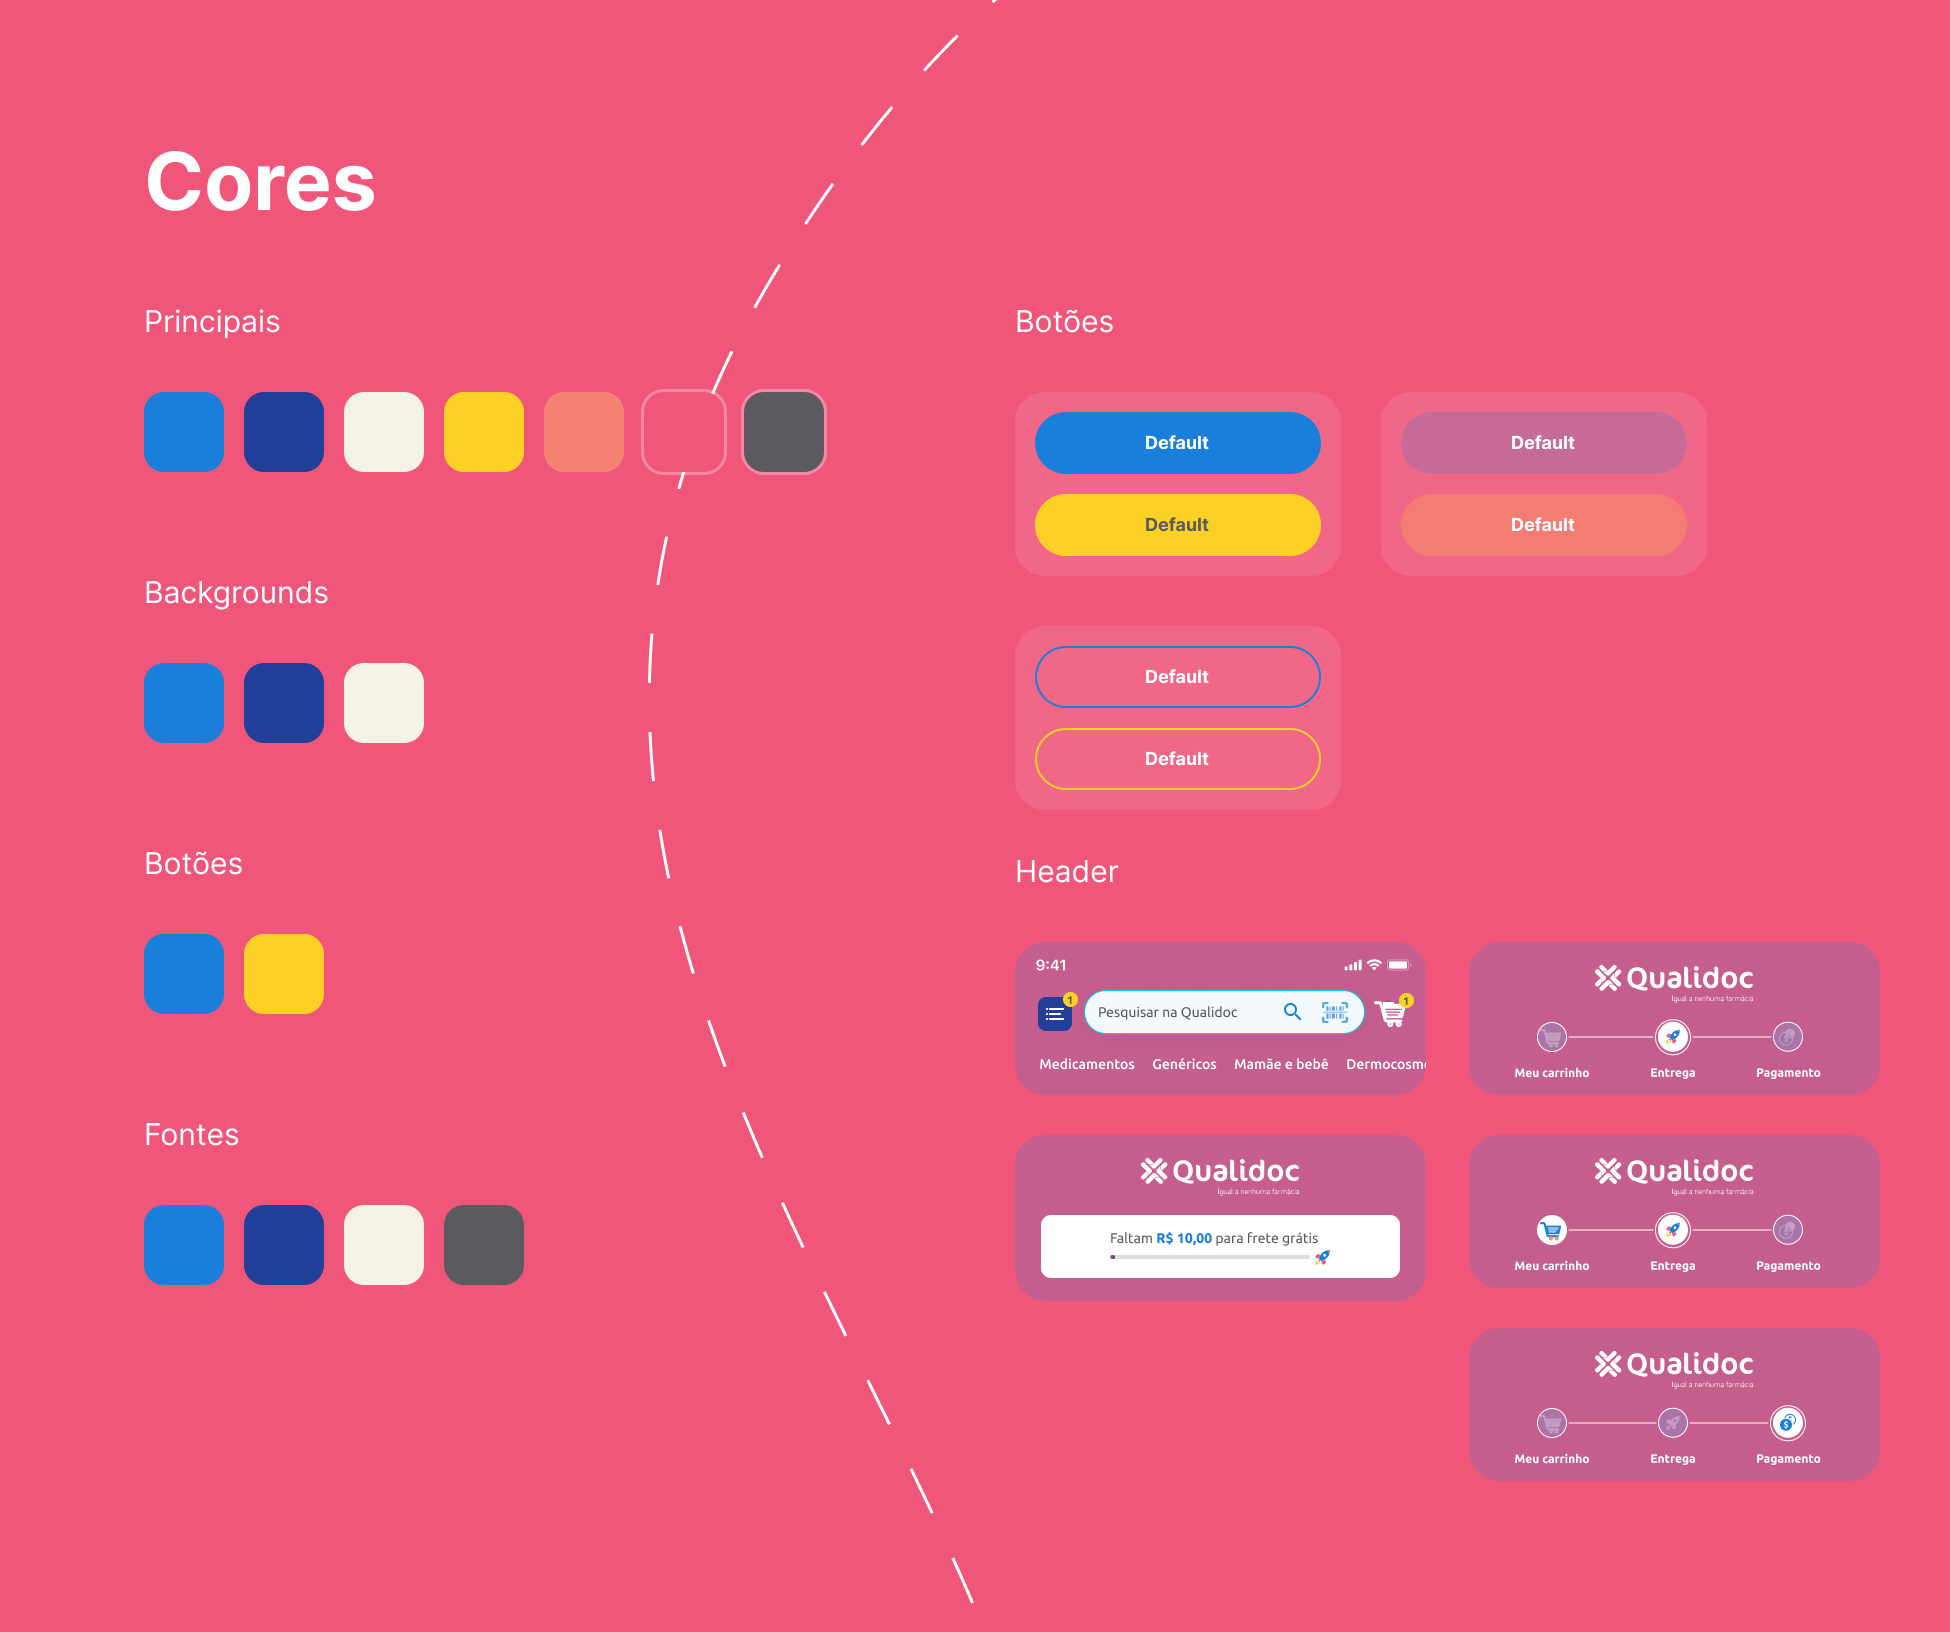 Cores
Principais
Backgrounds
Botões
Fontes
Botões
Default
Default
Default
Default
Default
Default
Header
9:41
1
Pesquisar na Qualidoc
1
Medicamentos Genéricos Mamãe e bebê Dermocosm
Qualidoc
Igual a nenhuma farmácia
Faltam R$ 10,00 para frete grátis
Qualidoc
Igual a nenhuma farmácia
Meu carrinho Entrega Pagamento
Qualidoc
Igual a nenhuma farmácia
Meu carrinho Entrega Pagamento
Qualidoc
Igual a nenhuma farmácia
$
Meu carrinho Entrega Pagamento